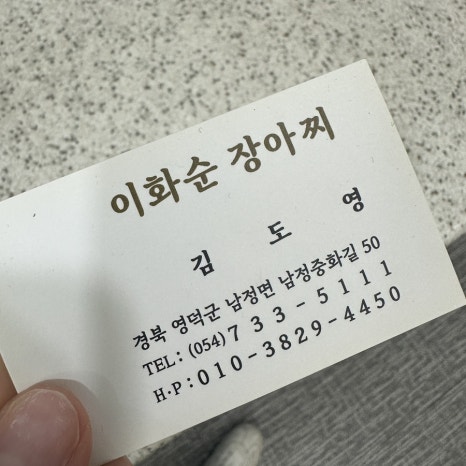 이화순 장아찌
김 도 영
경북 영덕군 남정면 남정중화길 50
TEL : (054) 733-5111
H·P : 010-3829-4450